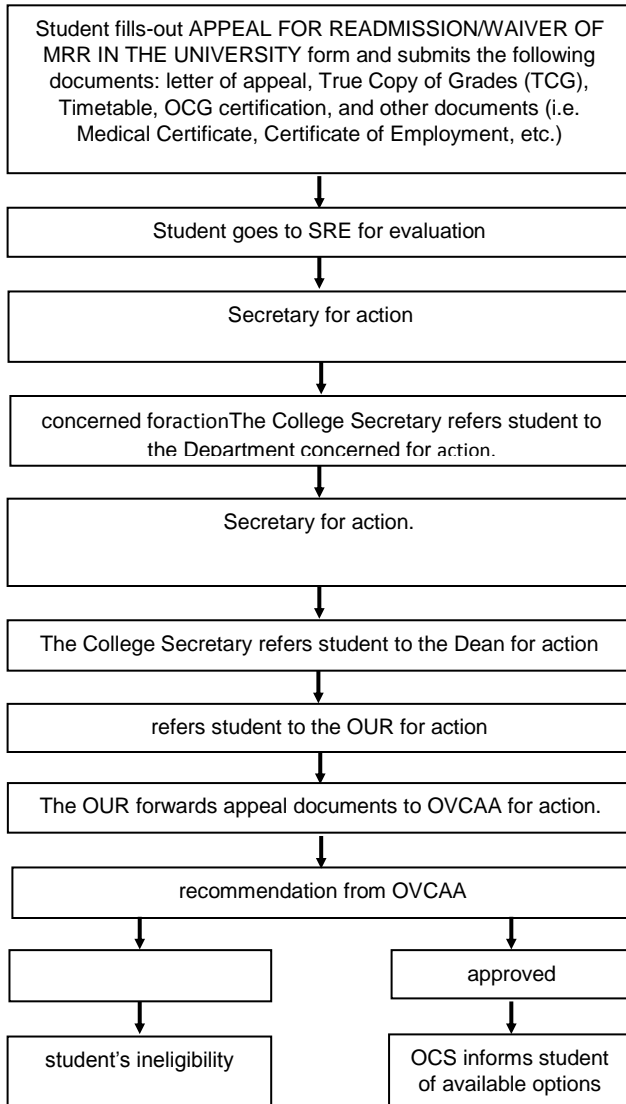 Student fills-out APPEAL FOR READMISSION/WAIVER OF
MRR IN THE UNIVERSITY form and submits the following
documents: letter of appeal, True Copy of Grades (TCG),
Timetable, OCG certification, and other documents (i.e.
Medical Certificate, Certificate of Employment, etc.)
Student goes to SRE for evaluation
Secretary for action
concerned foractionThe College Secretary refers student to
the Department concerned for action.
Secretary for action.
The College Secretary refers student to the Dean for action
refers student to the OUR for action
The OUR forwards appeal documents to OVCAA for action.
recommendation from OVCAA
approved
student's ineligibility
OCS informs student
of available options